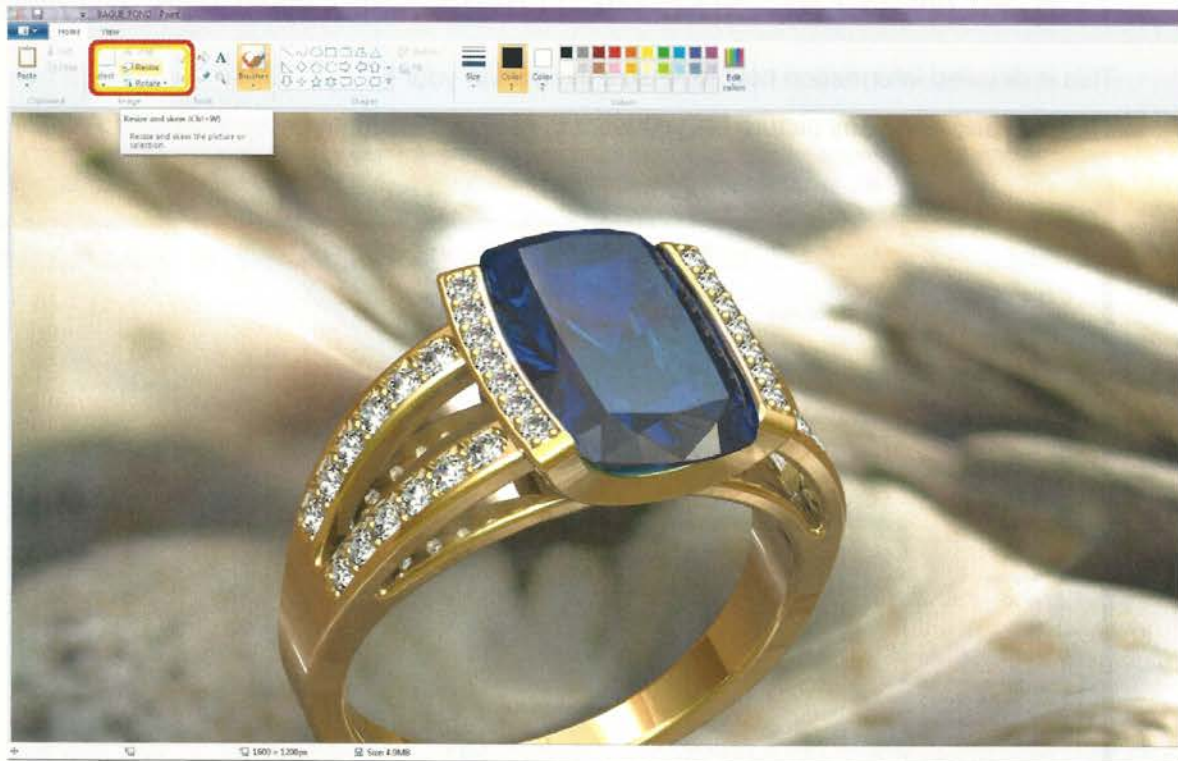 BAGUE FOND - Paint
Home View
Paste
Resize
Rotate
Brushes
Size
Color
1
Color
2
Edit
colors
Clipboard Image Tools Shapes Colors
Resize and skew (Ctrl+W)
Resize and skew the picture or
selection.
1600 × 1200px Size 4.9MB